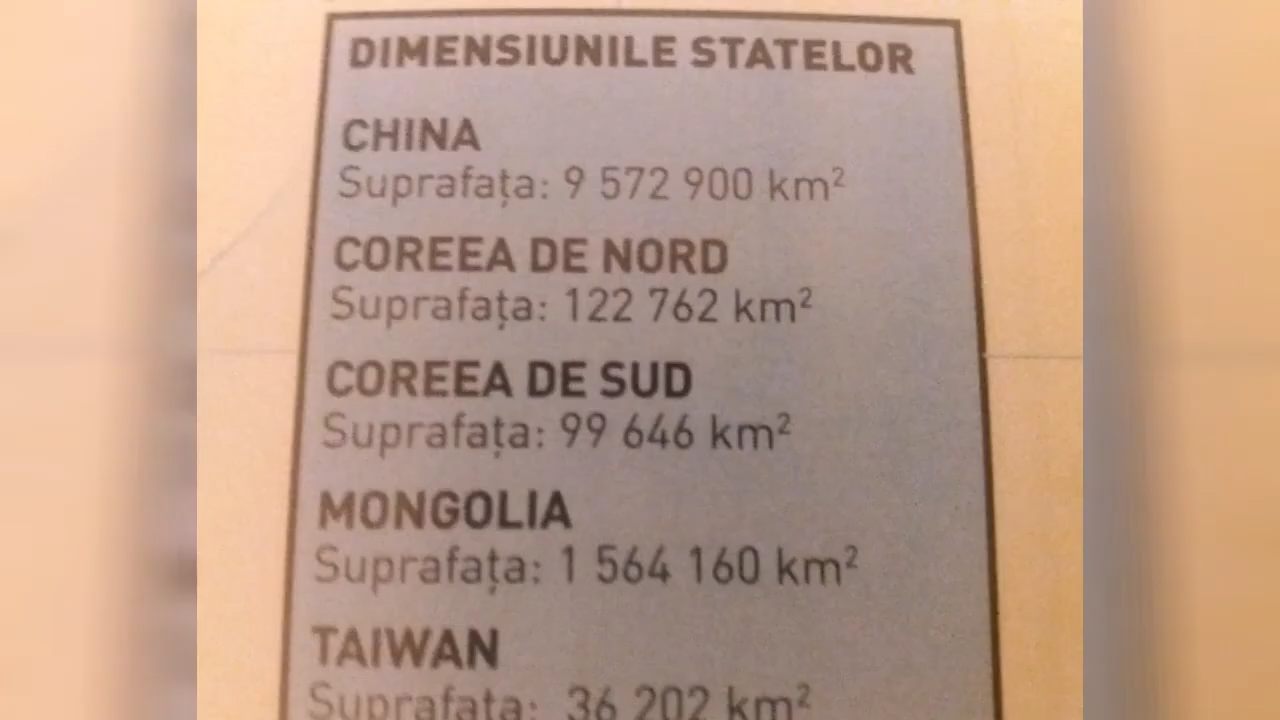 DIMENSIUNILE STATELOR
CHINA
Suprafața: 9 572 900 km²
COREEA DE NORD
Suprafața: 122 762 km²
COREEA DE SUD
Suprafața: 99 646 km²
MONGOLIA
Suprafața: 1 564 160 km²
TAIWAN
Suprafața: 36 202 km²